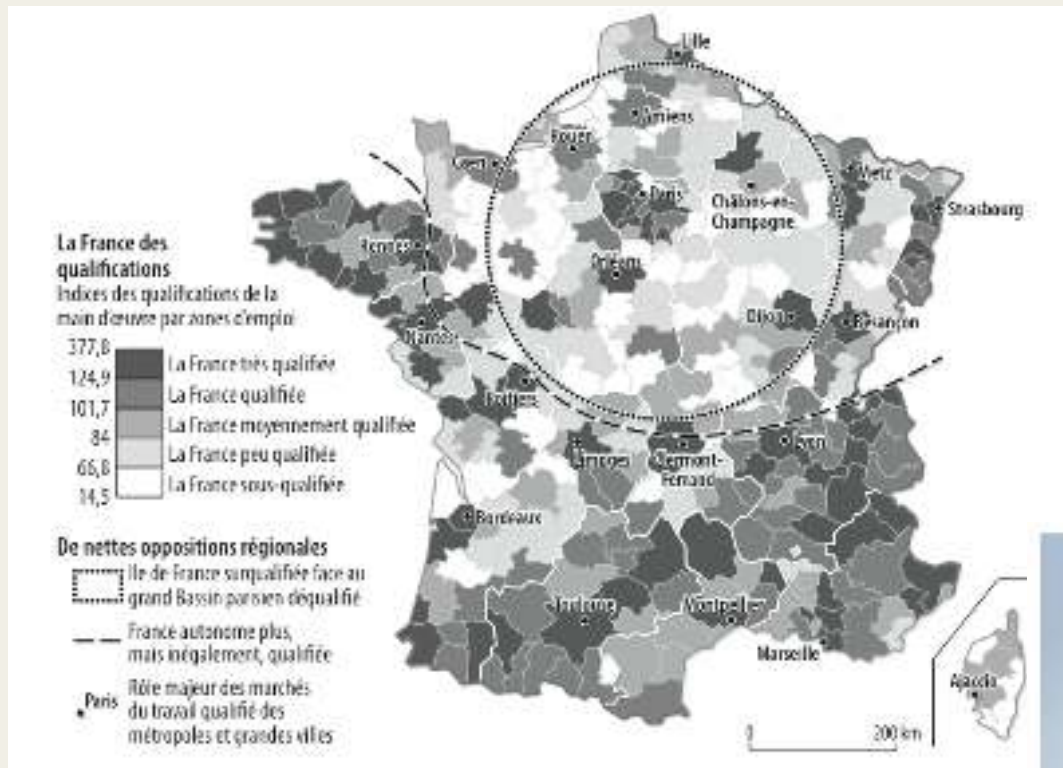 La France des
qualifications
Indices des qualifications de la
main d'œuvre par zones d'emploi
377,8
La France très qualifiée
124,9
La France qualifiée
101,7
La France moyennement qualifiée
84
La France peu qualifiée
66,8
La France sous-qualifiée
14,5
De nettes oppositions régionales
Ile de France surqualifiée face au
grand Bassin parisien déqualifié
France autonome plus,
mais inégalement, qualifiée
Paris
Rôle majeur des marchés
du travail qualifié des
métropoles et grandes villes
Lille
Amiens
Rouen
Caen
Metz
Paris
Châlons-en-
Champagne
Strasbourg
Rennes
Orléans
Dijon
Besançon
Nantes
Poitiers
Limoges
Clermont-
Ferrand
Lyon
Bordeaux
Toulouse
Montpellier
Marseille
Ajaccio
0
200 km